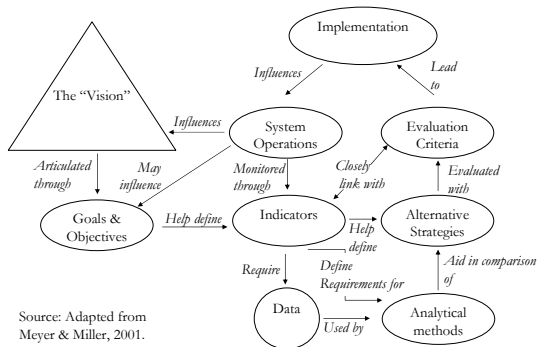 Implementation
Influences
Lead
to
The “Vision”
Influences
System
Operations
Evaluation
Criteria
Articulated
through
May
influence
Monitored
through
Closely
link with
Evaluated
with
Goals &
Objectives
Help define
Indicators
Help
define
Alternative
Strategies
Require
Define
Requirements for
Aid in comparison
of
Data
Used by
Analytical
methods
Source: Adapted from
Meyer & Miller, 2001.